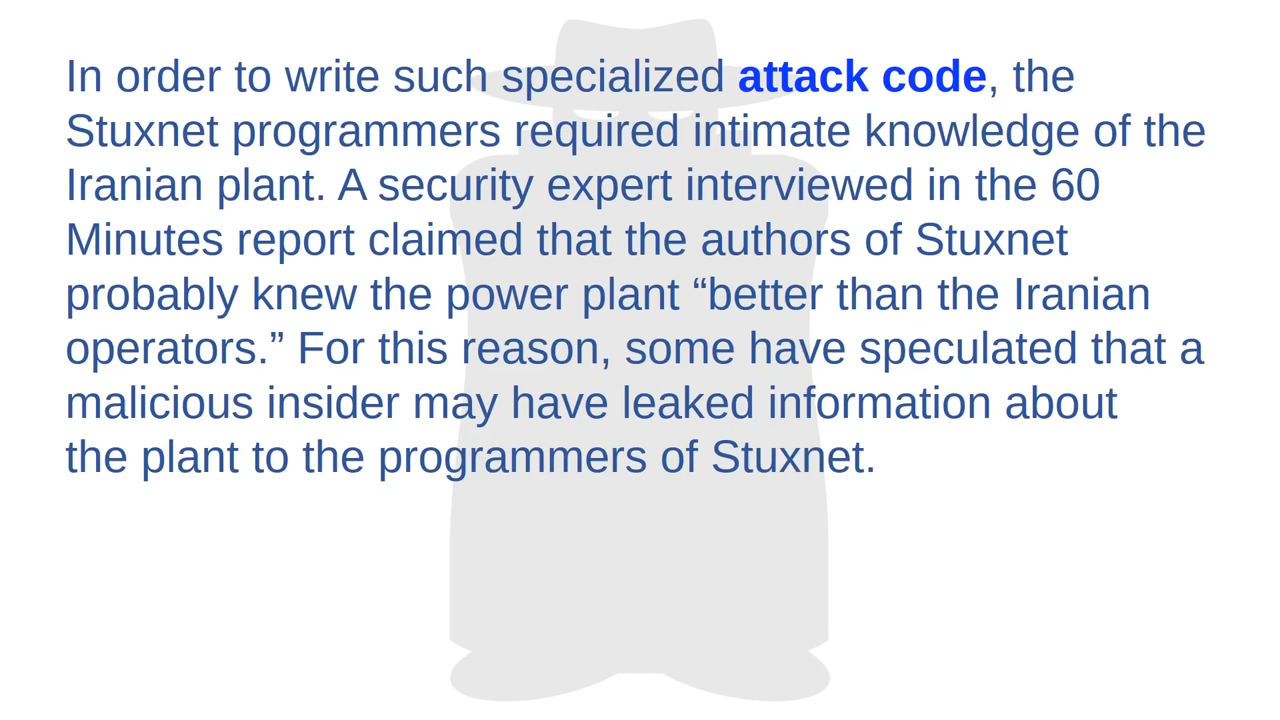 In order to write such specialized attack code, the
Stuxnet programmers required intimate knowledge of the
Iranian plant. A security expert interviewed in the 60
Minutes report claimed that the authors of Stuxnet
probably knew the power plant “better than the Iranian
operators.” For this reason, some have speculated that a
malicious insider may have leaked information about
the plant to the programmers of Stuxnet.